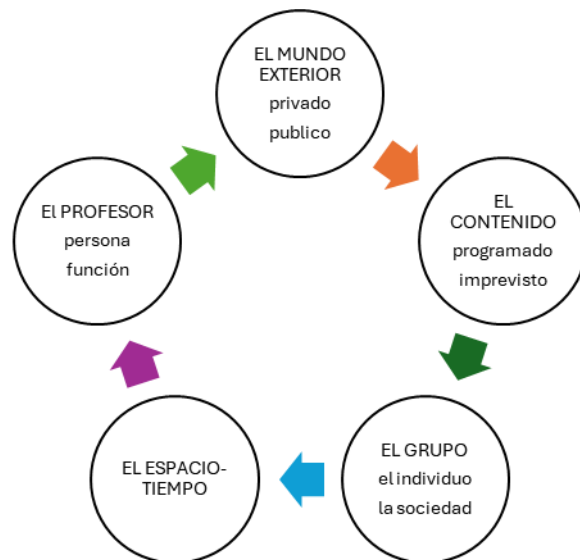 EL MUNDO
EXTERIOR
privado
publico
EL
CONTENIDO
programado
imprevisto
EL GRUPO
el individuo
la sociedad
EL ESPACIO-
TIEMPO
El PROFESOR
persona
función